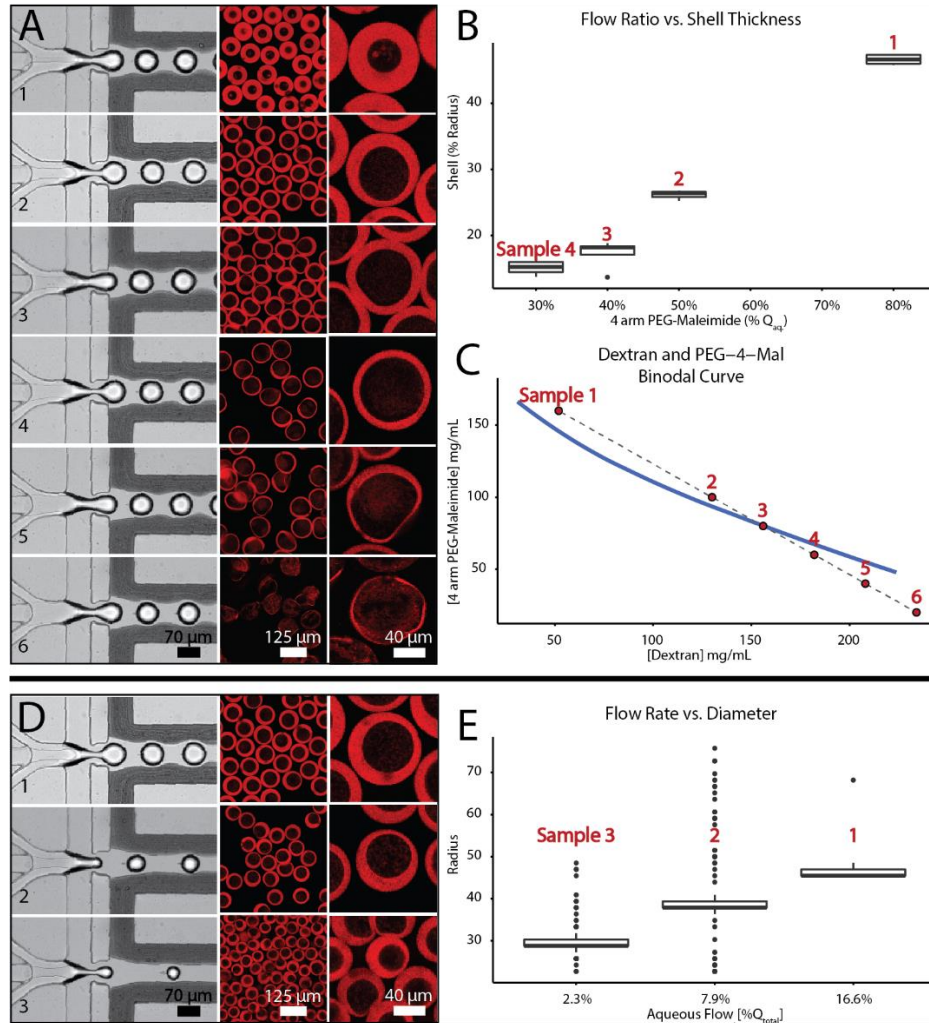 A
1
2
3
4
5
6
70 µm
125 µm
40 µm
B
Flow Ratio vs. Shell Thickness
Shell (% Radius)
40
30
20
1
2
3
Sample 4
30%
40%
50%
60%
70%
80%
4 arm PEG-Maleimide (% Qaq.)
C
Dextran and PEG–4–Mal
Binodal Curve
[4 arm PEG-Maleimide] mg/mL
150
100
50
Sample 1
2
3
4
5
6
50
100
150
200
[Dextran] mg/mL
D
1
2
3
70 µm
125 µm
40 µm
E
Flow Rate vs. Diameter
Radius
70
60
50
40
30
Sample 3
2
1
2.3%
7.9%
16.6%
Aqueous Flow [%Qtotal]